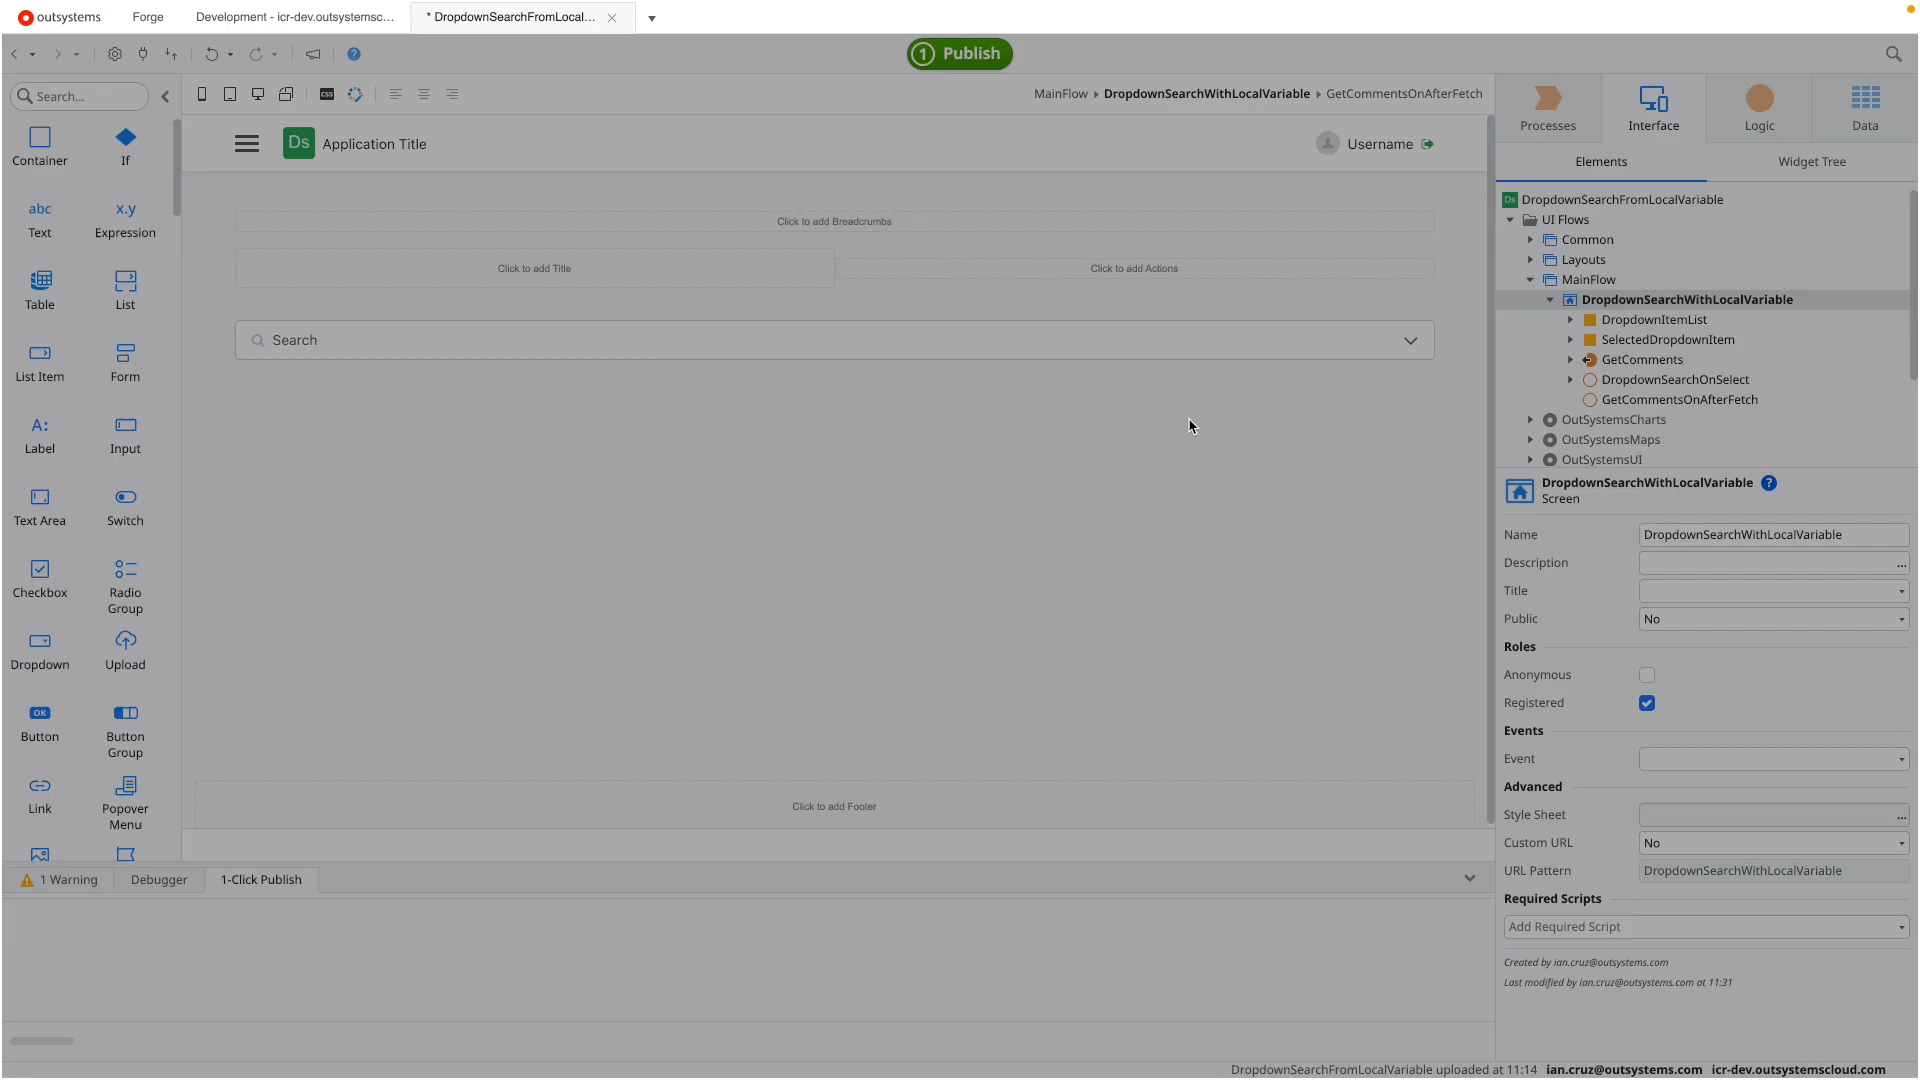 outsystems
Forge
Development - icr-dev.outsystemsc...
* DropdownSearchFromLocal...
1 Publish
Search...
Container
If
abc
Text
x.y
Expression
Table
List
List Item
Form
A:
Label
Input
Text Area
Switch
Checkbox
Radio
Group
Dropdown
Upload
OK
Button
Button
Group
Link
Popover
Menu
css
MainFlow
DropdownSearchWithLocalVariable
GetCommentsOnAfterFetch
Ds
Application Title
Username
Click to add Breadcrumbs
Click to add Title
Click to add Actions
Search
Click to add Footer
1 Warning
Debugger
1-Click Publish
Processes
Interface
Logic
Data
Elements
Widget Tree
Ds DropdownSearchFromLocalVariable
UI Flows
Common
Layouts
MainFlow
DropdownSearchWithLocalVariable
DropdownItemList
SelectedDropdownItem
GetComments
DropdownSearchOnSelect
GetCommentsOnAfterFetch
OutSystemsCharts
OutSystemsMaps
OutSystemsUI
DropdownSearchWithLocalVariable ?
Screen
Name DropdownSearchWithLocalVariable
Description ...
Title
Public No
Roles
Anonymous
Registered
Events
Event
Advanced
Style Sheet ...
Custom URL No
URL Pattern DropdownSearchWithLocalVariable
Required Scripts
Add Required Script
Created by ian.cruz@outsystems.com
Last modified by ian.cruz@outsystems.com at 11:31
DropdownSearchFromLocalVariable uploaded at 11:14 ian.cruz@outsystems.com icr-dev.outsystemscloud.com